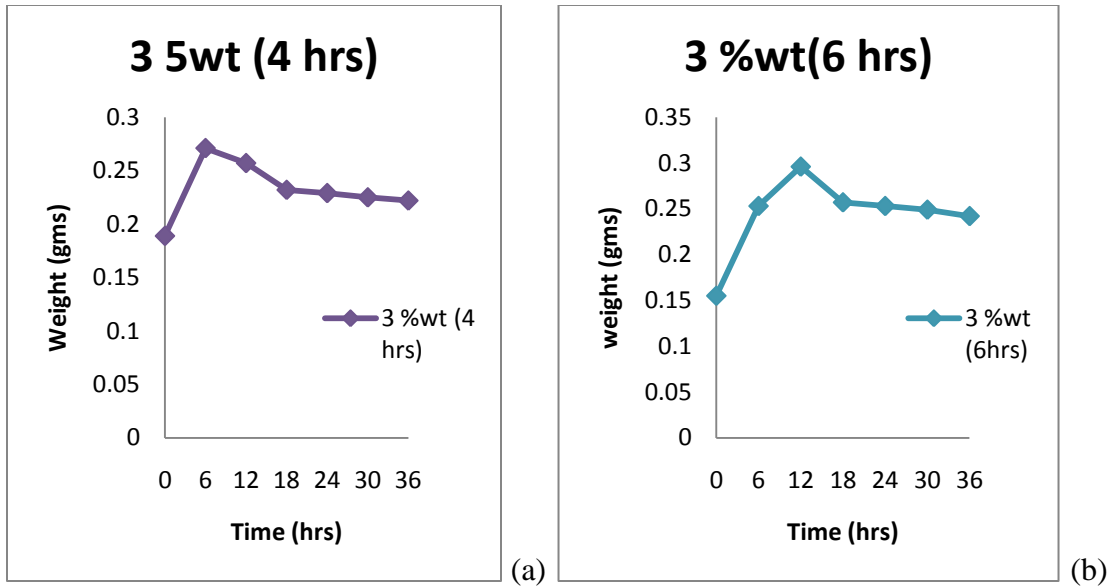 3 5wt (4 hrs)
0.3
0.25
0.2
0.15
0.1
0.05
0
Weight (gms)
0 6 12 18 24 30 36
Time (hrs)
3 %wt (4
hrs)
(a)
3 %wt(6 hrs)
0.35
0.3
0.25
0.2
0.15
0.1
0.05
0
weight (gms)
0 6 12 18 24 30 36
Time (hrs)
3 %wt
(6hrs)
(b)